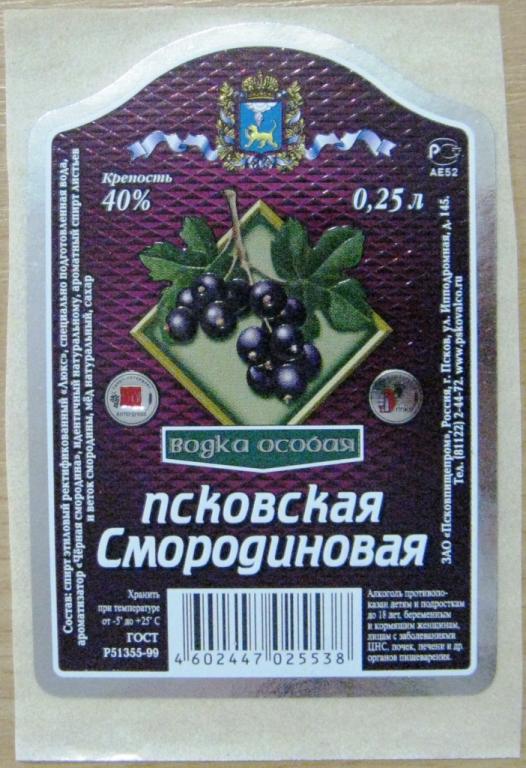 Р АЕ52
Крепость
40%
0,25 л
Состав: спирт этиловый ректификованный «Люкс», специально подготовленная вода,
ароматизатор «Чёрная смородина», идентичный натуральному, ароматный спирт листьев
и веток смородины, мёд натуральный, сахар
водка особая
псковская
Смородиновая
ЗАО «Псковпищепром», Россия, г. Псков, ул. Ипподромная, д. 145.
Тел. (81122) 2-44-72. www.pskovalco.ru
Хранить
при температуре
от -5° до +25° С
ГОСТ
Р51355-99
4 602447 025538
Алкоголь противопо-
казан детям и подросткам
до 18 лет, беременным
и кормящим женщинам,
лицам с заболеваниями
ЦНС, почек, печени и др.
органов пищеварения.